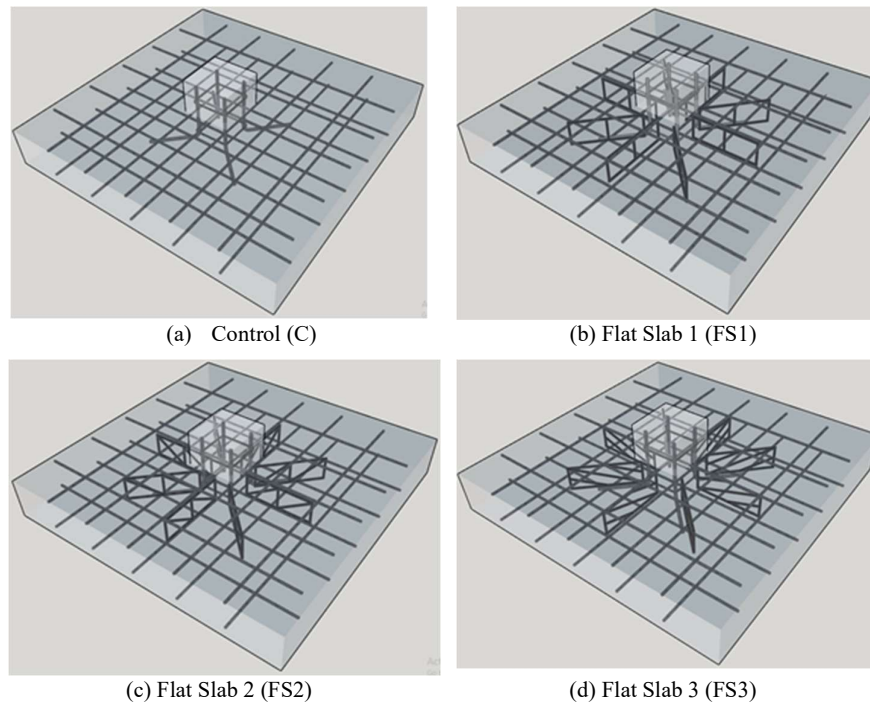 (a) Control (C)
(b) Flat Slab 1 (FS1)
(c) Flat Slab 2 (FS2)
(d) Flat Slab 3 (FS3)